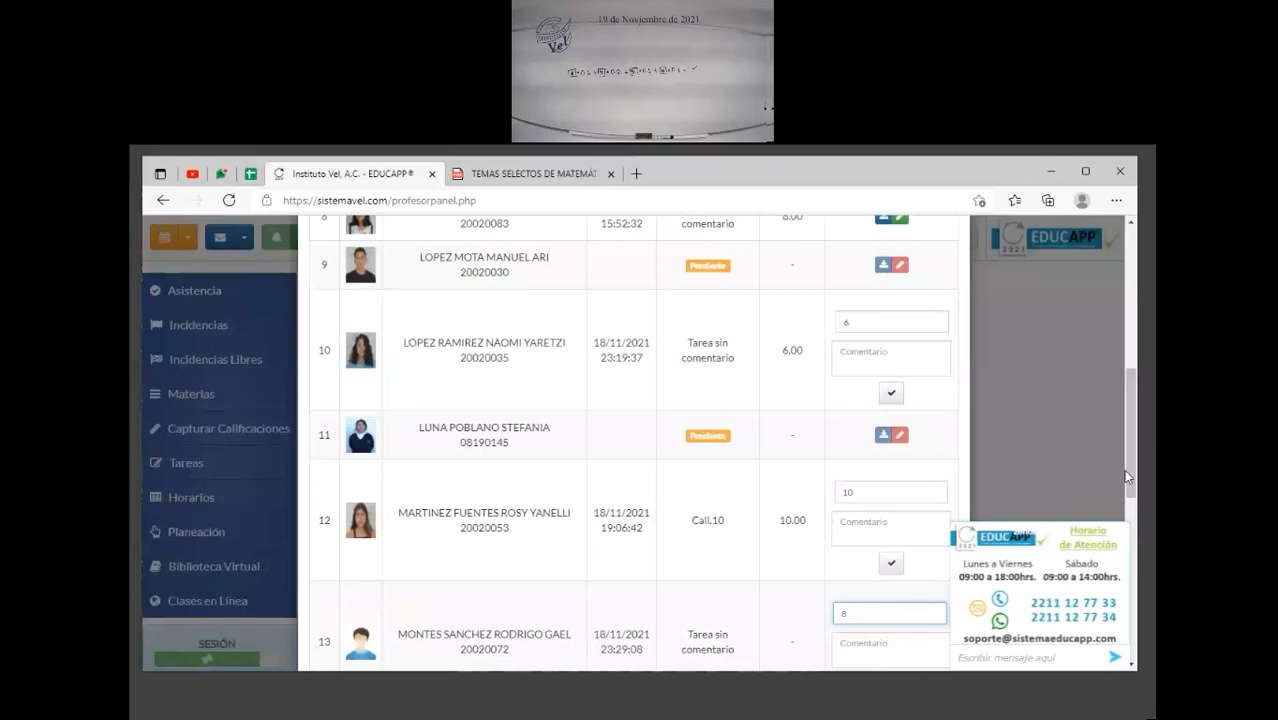 19 de Noviembre de 2021
Vel
Instituto Vel, A.C. - EDUCAPP®
TEMAS SELECTOS DE MATEMÁT
https://sistemavel.com/profesorpanel.php
8
20020083
15:52:32
comentario
8.00
EDUCAPP
2021
9
LOPEZ MOTA MANUEL ARI
20020030
Pendiente
-
Asistencia
Incidencias
Incidencias Libres
Materias
Capturar Calificaciones
Tareas
Horarios
Planeación
Biblioteca Virtual
Clases en Línea
SESIÓN
10
LOPEZ RAMIREZ NAOMI YARETZI
20020035
18/11/2021
23:19:37
Tarea sin
comentario
6.00
6
Comentario
11
LUNA POBLANO STEFANIA
08190145
Pendiente
-
12
MARTINEZ FUENTES ROSY YANELLI
20020053
18/11/2021
19:06:42
Cali.10
10.00
10
Comentario
13
MONTES SANCHEZ RODRIGO GAEL
20020072
18/11/2021
23:29:08
Tarea sin
comentario
-
8
Comentario
EDUCAPP
2021
Horario
de Atención
Lunes a Viernes
Sábado
09:00 a 18:00hrs.
09:00 a 14:00hrs.
2211 12 77 33
2211 12 77 34
soporte@sistemaeducapp.com
Escribir mensaje aquí